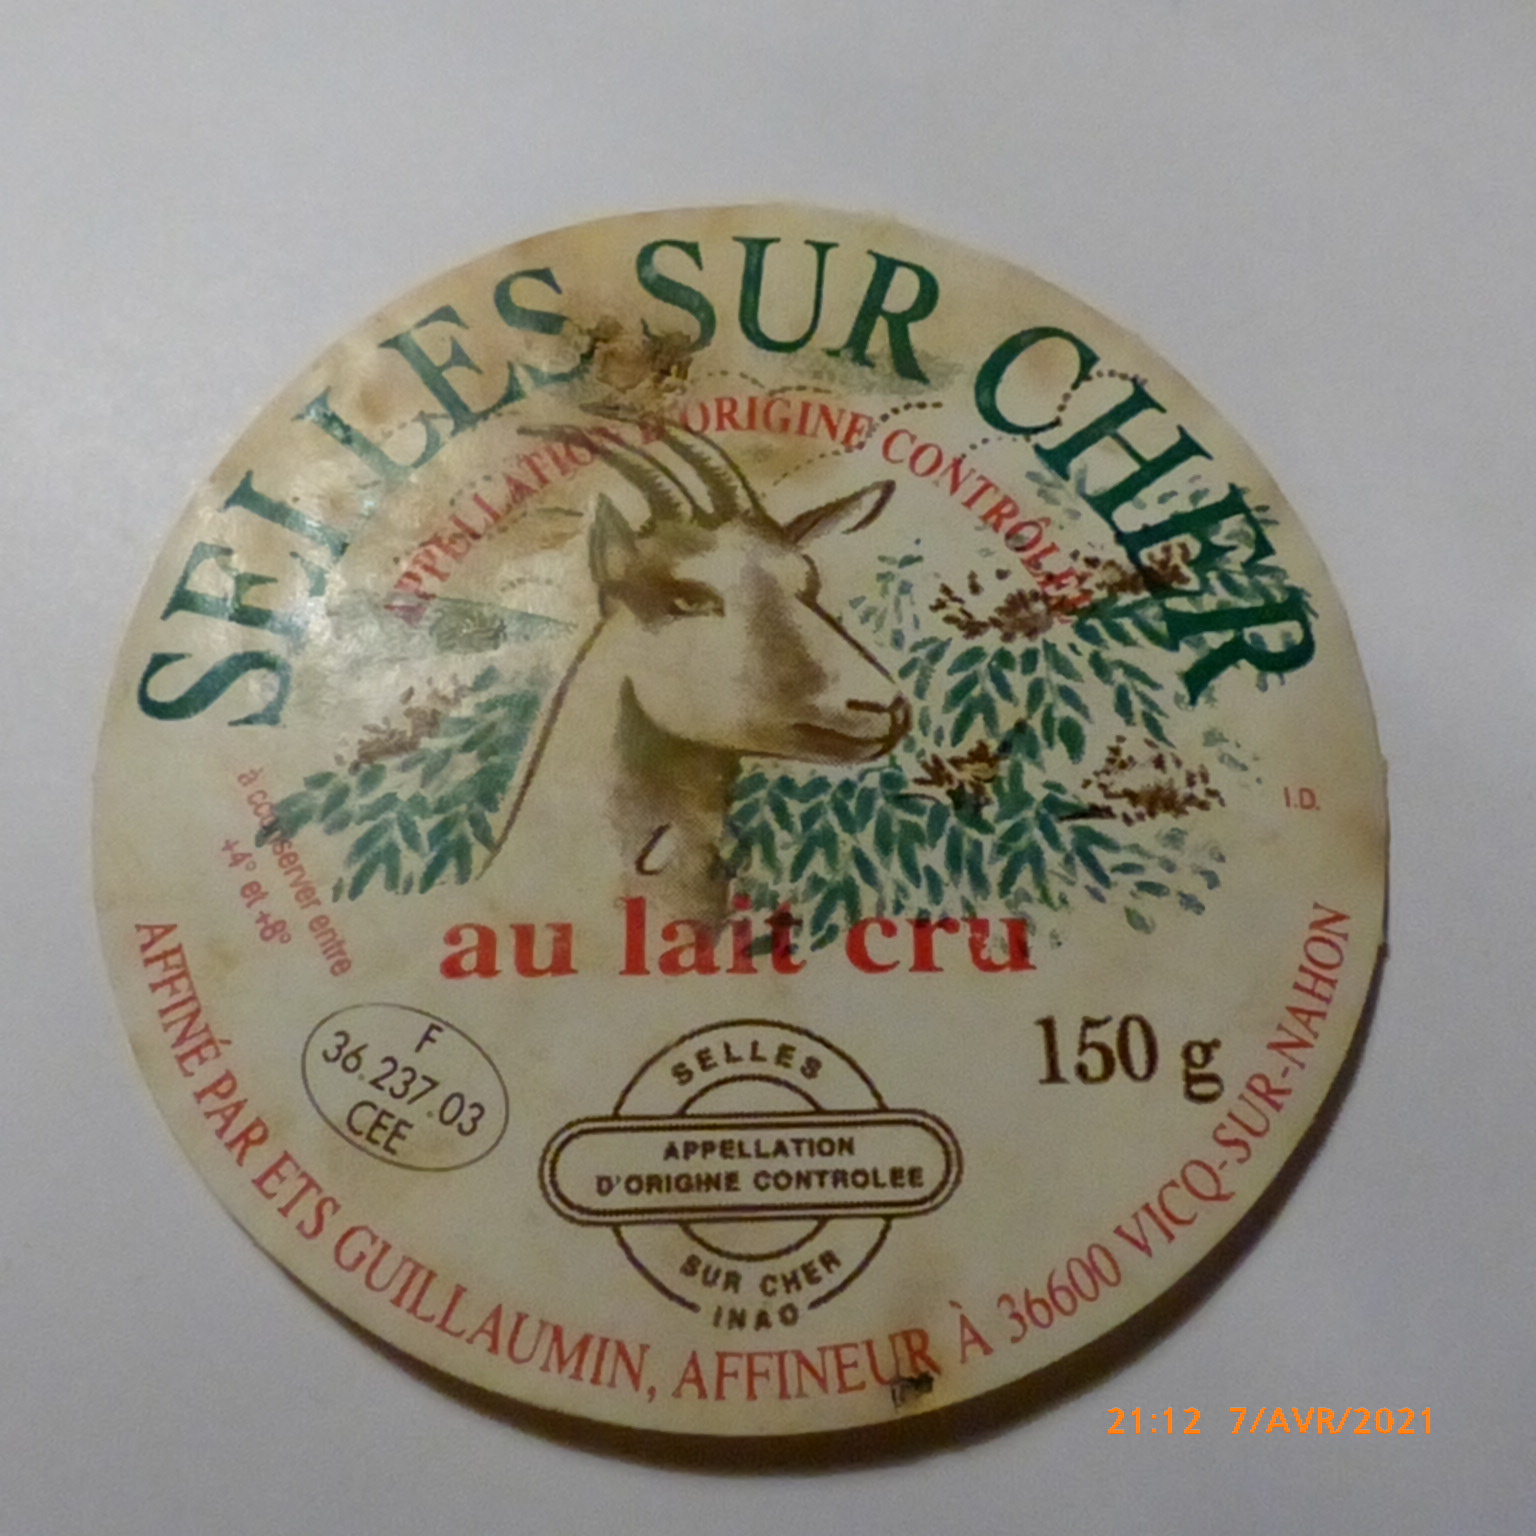 SELLES SUR CHER
APPELLATION D'ORIGINE CONTRÔLÉE
à conserver entre
+4° et +8°
I.D.
au lait cru
150 g
F
36.237.03
CEE
SELLES
APPELLATION
D'ORIGINE CONTROLEE
SUR CHER
INAO
AFFINÉ PAR ETS GUILLAUMIN, AFFINEUR À 36600 VICQ-SUR-NAHON
21:12 7/AVR/2021